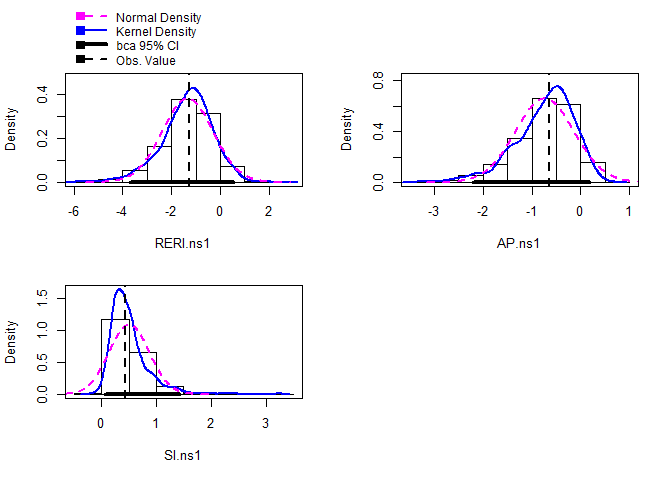 Normal Density
Kernel Density
bca 95% CI
Obs. Value
Density
0.0 0.2 0.4
-6 -4 -2 0 2
RERI.ns1
Density
0.0 0.4 0.8
-3 -2 -1 0 1
AP.ns1
Density
0.0 0.5 1.0 1.5
0 1 2 3
SI.ns1